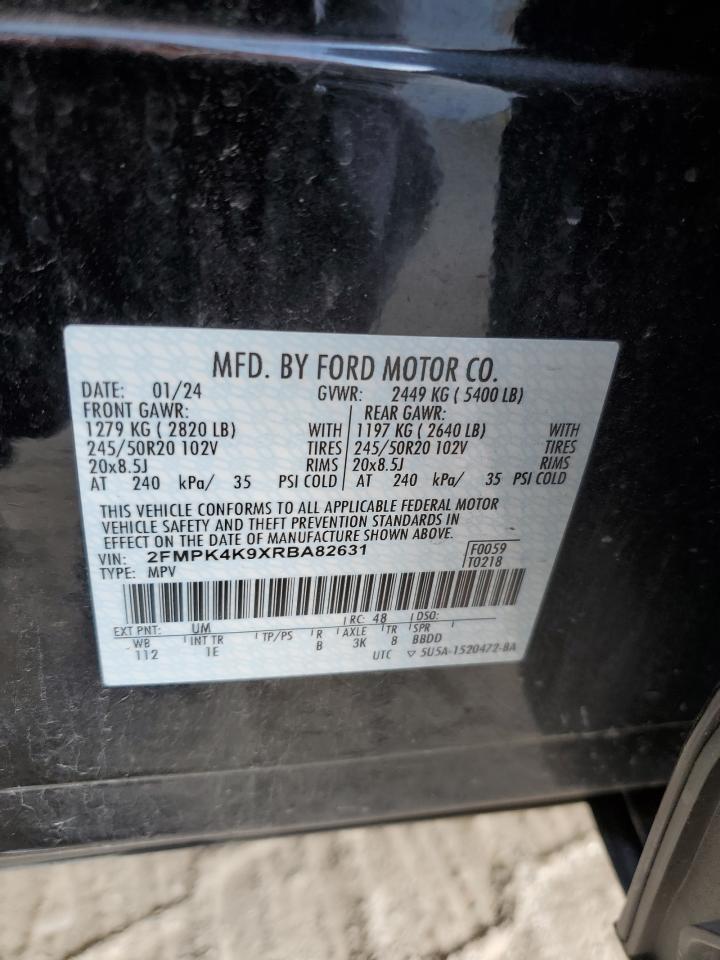 MFD. BY FORD MOTOR CO.
DATE: 01/24 GVWR: 2449 KG ( 5400 LB)
FRONT GAWR: REAR GAWR:
1279 KG ( 2820 LB) WITH 1197 KG ( 2640 LB) WITH
245/50R20 102V TIRES 245/50R20 102V TIRES
20x8.5J RIMS 20x8.5J RIMS
AT 240 kPa/ 35 PSI COLD AT 240 kPa/ 35 PSI COLD
THIS VEHICLE CONFORMS TO ALL APPLICABLE FEDERAL MOTOR
VEHICLE SAFETY AND THEFT PREVENTION STANDARDS IN
EFFECT ON THE DATE OF MANUFACTURE SHOWN ABOVE.
VIN: 2FMPK4K9XRBA82631 F0059
TYPE: MPV T0218
EXT PNT: UM RC: 48 DSO:
WB INT TR TP/PS R AXLE TR SPR
112 1E B 3K 8 BBDD
UTC ▽ 5U5A-1520472-BA